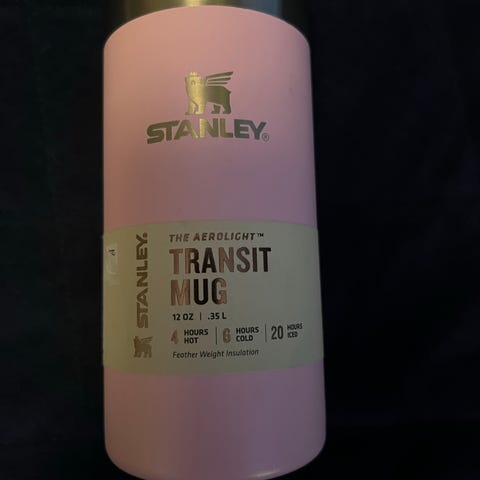 STANLEY®
STANLEY.
THE AEROLIGHT™
TRANSIT
MUG
12 OZ | .35 L
4 HOURS HOT | 6 HOURS COLD | 20 HOURS ICED
Feather Weight Insulation